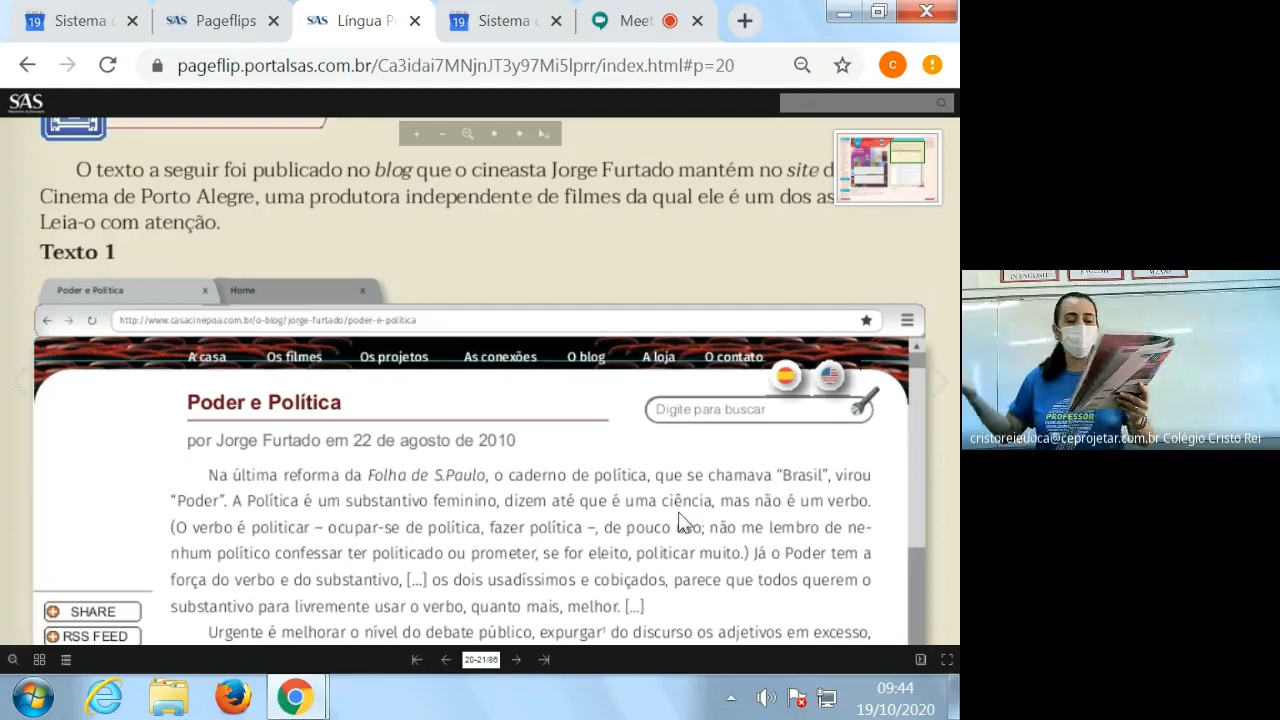 Sistema
Pageflips
Língua P
19 Sistema
Meet
pageflip.portalsas.com.br/Ca3idai7MNjnJT3y97Mi5lprr/index.html#p=20
C
SAS
O texto a seguir foi publicado no blog que o cineasta Jorge Furtado mantém no site d
Cinema de Porto Alegre, uma produtora independente de filmes da qual ele é um dos as
Leia-o com atenção.
Texto 1
Poder e Política x Home x
http://www.casacinepoa.com.br/o-blog/jorge-furtado/poder-e-politica
A casa Os filmes Os projetos As conexões O blog A loja O contato
Poder e Política
Digite para buscar
por Jorge Furtado em 22 de agosto de 2010
Na última reforma da Folha de S.Paulo, o caderno de política, que se chamava “Brasil”, virou
“Poder”. A Política é um substantivo feminino, dizem até que é uma ciência, mas não é um verbo.
(O verbo é politicar – ocupar-se de política, fazer política –, de pouco não me lembro de ne-
nhum político confessar ter politicado ou prometer, se for eleito, politicar muito.) Já o Poder tem a
força do verbo e do substantivo, [...] os dois usadíssimos e cobiçados, parece que todos querem o
substantivo para livremente usar o verbo, quanto mais, melhor. [...]
Urgente é melhorar o nível do debate público, expurgar¹ do discurso os adjetivos em excesso,
SHARE
RSS FEED
20-21/86
09:44
19/10/2020
IN ENGLISH
PROFESSOR
cristoreieuuca@ceprojetar.com.br Colégio Cristo Rei